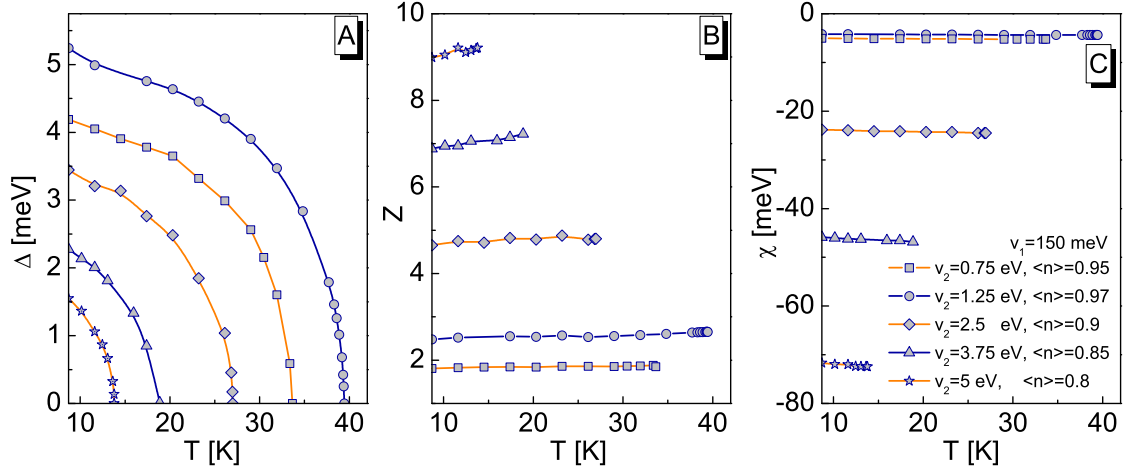 A
B
C
5
4
3
2
1
0
Δ [meV]
10 20 30 40
T [K]
10
8
6
4
2
Z
10 20 30 40
T [K]
0
-20
-40
-60
-80
χ [meV]
10 20 30 40
T [K]
v1=150 meV
v2=0.75 eV, <n>=0.95
v2=1.25 eV, <n>=0.97
v2=2.5 eV, <n>=0.9
v2=3.75 eV, <n>=0.85
v2=5 eV, <n>=0.8